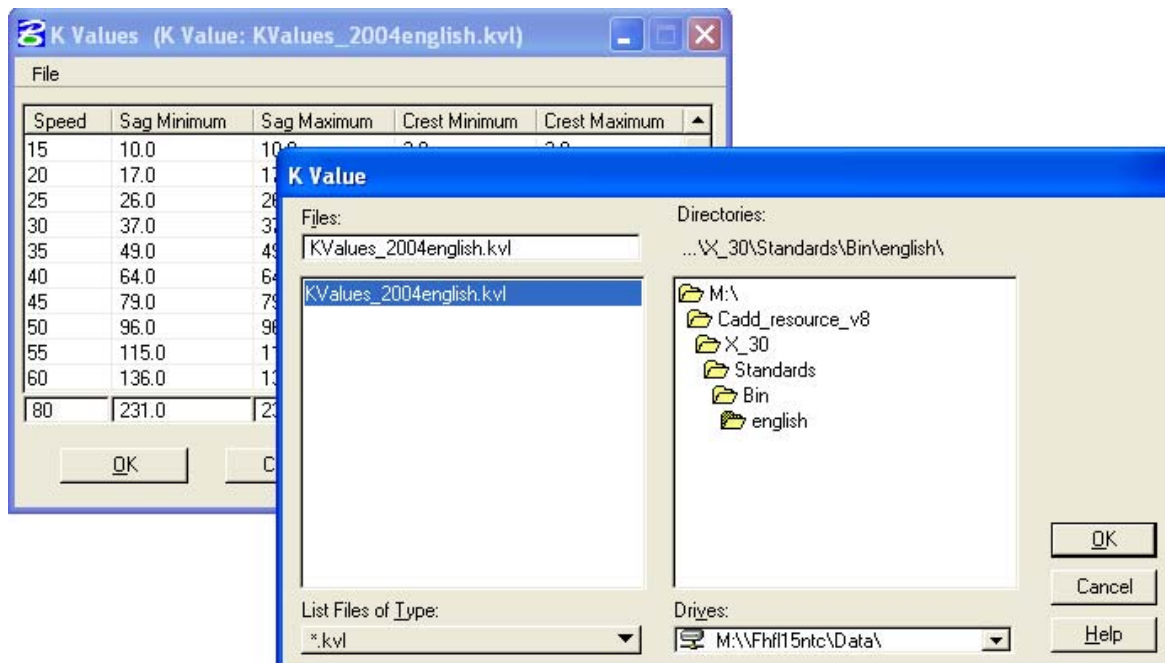 K Values (K Value: KValues_2004english.kvl)
File
Speed Sag Minimum Sag Maximum Crest Minimum Crest Maximum
15 10.0
20 17.0
25 26.0
30 37.0
35 49.0
40 64.0
45 79.0
50 96.0
55 115.0
60 136.0
80 231.0
OK
K Value
Files:
KValues_2004english.kvl
KValues_2004english.kvl
List Files of Type:
*.kvl
Directories:
...\X_30\Standards\Bin\english\
M:\
Cadd_resource_v8
X_30
Standards
Bin
english
Drives:
M:\\Fhfl15ntc\Data\
OK
Cancel
Help